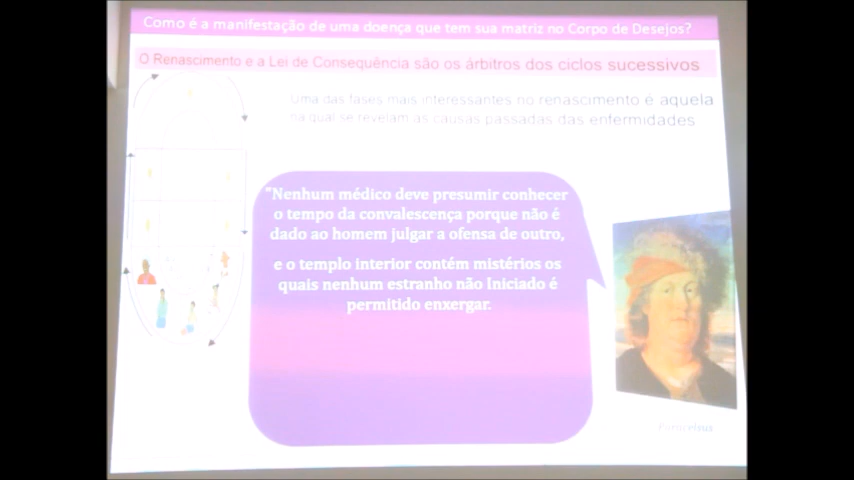 Como é a manifestação de uma doença que tem sua matriz no Corpo de Desejos?
O Renascimento e a Lei de Consequência são os árbitros dos ciclos sucessivos
Uma das fases mais interessantes no renascimento é aquela
na qual se revelam as causas passadas das enfermidades
"Nenhum médico deve presumir conhecer
o tempo da convalescença porque não é
dado ao homem julgar a ofensa de outro,
e o templo interior contém mistérios os
quais nenhum estranho não Iniciado é
permitido enxergar.
Paracelsus